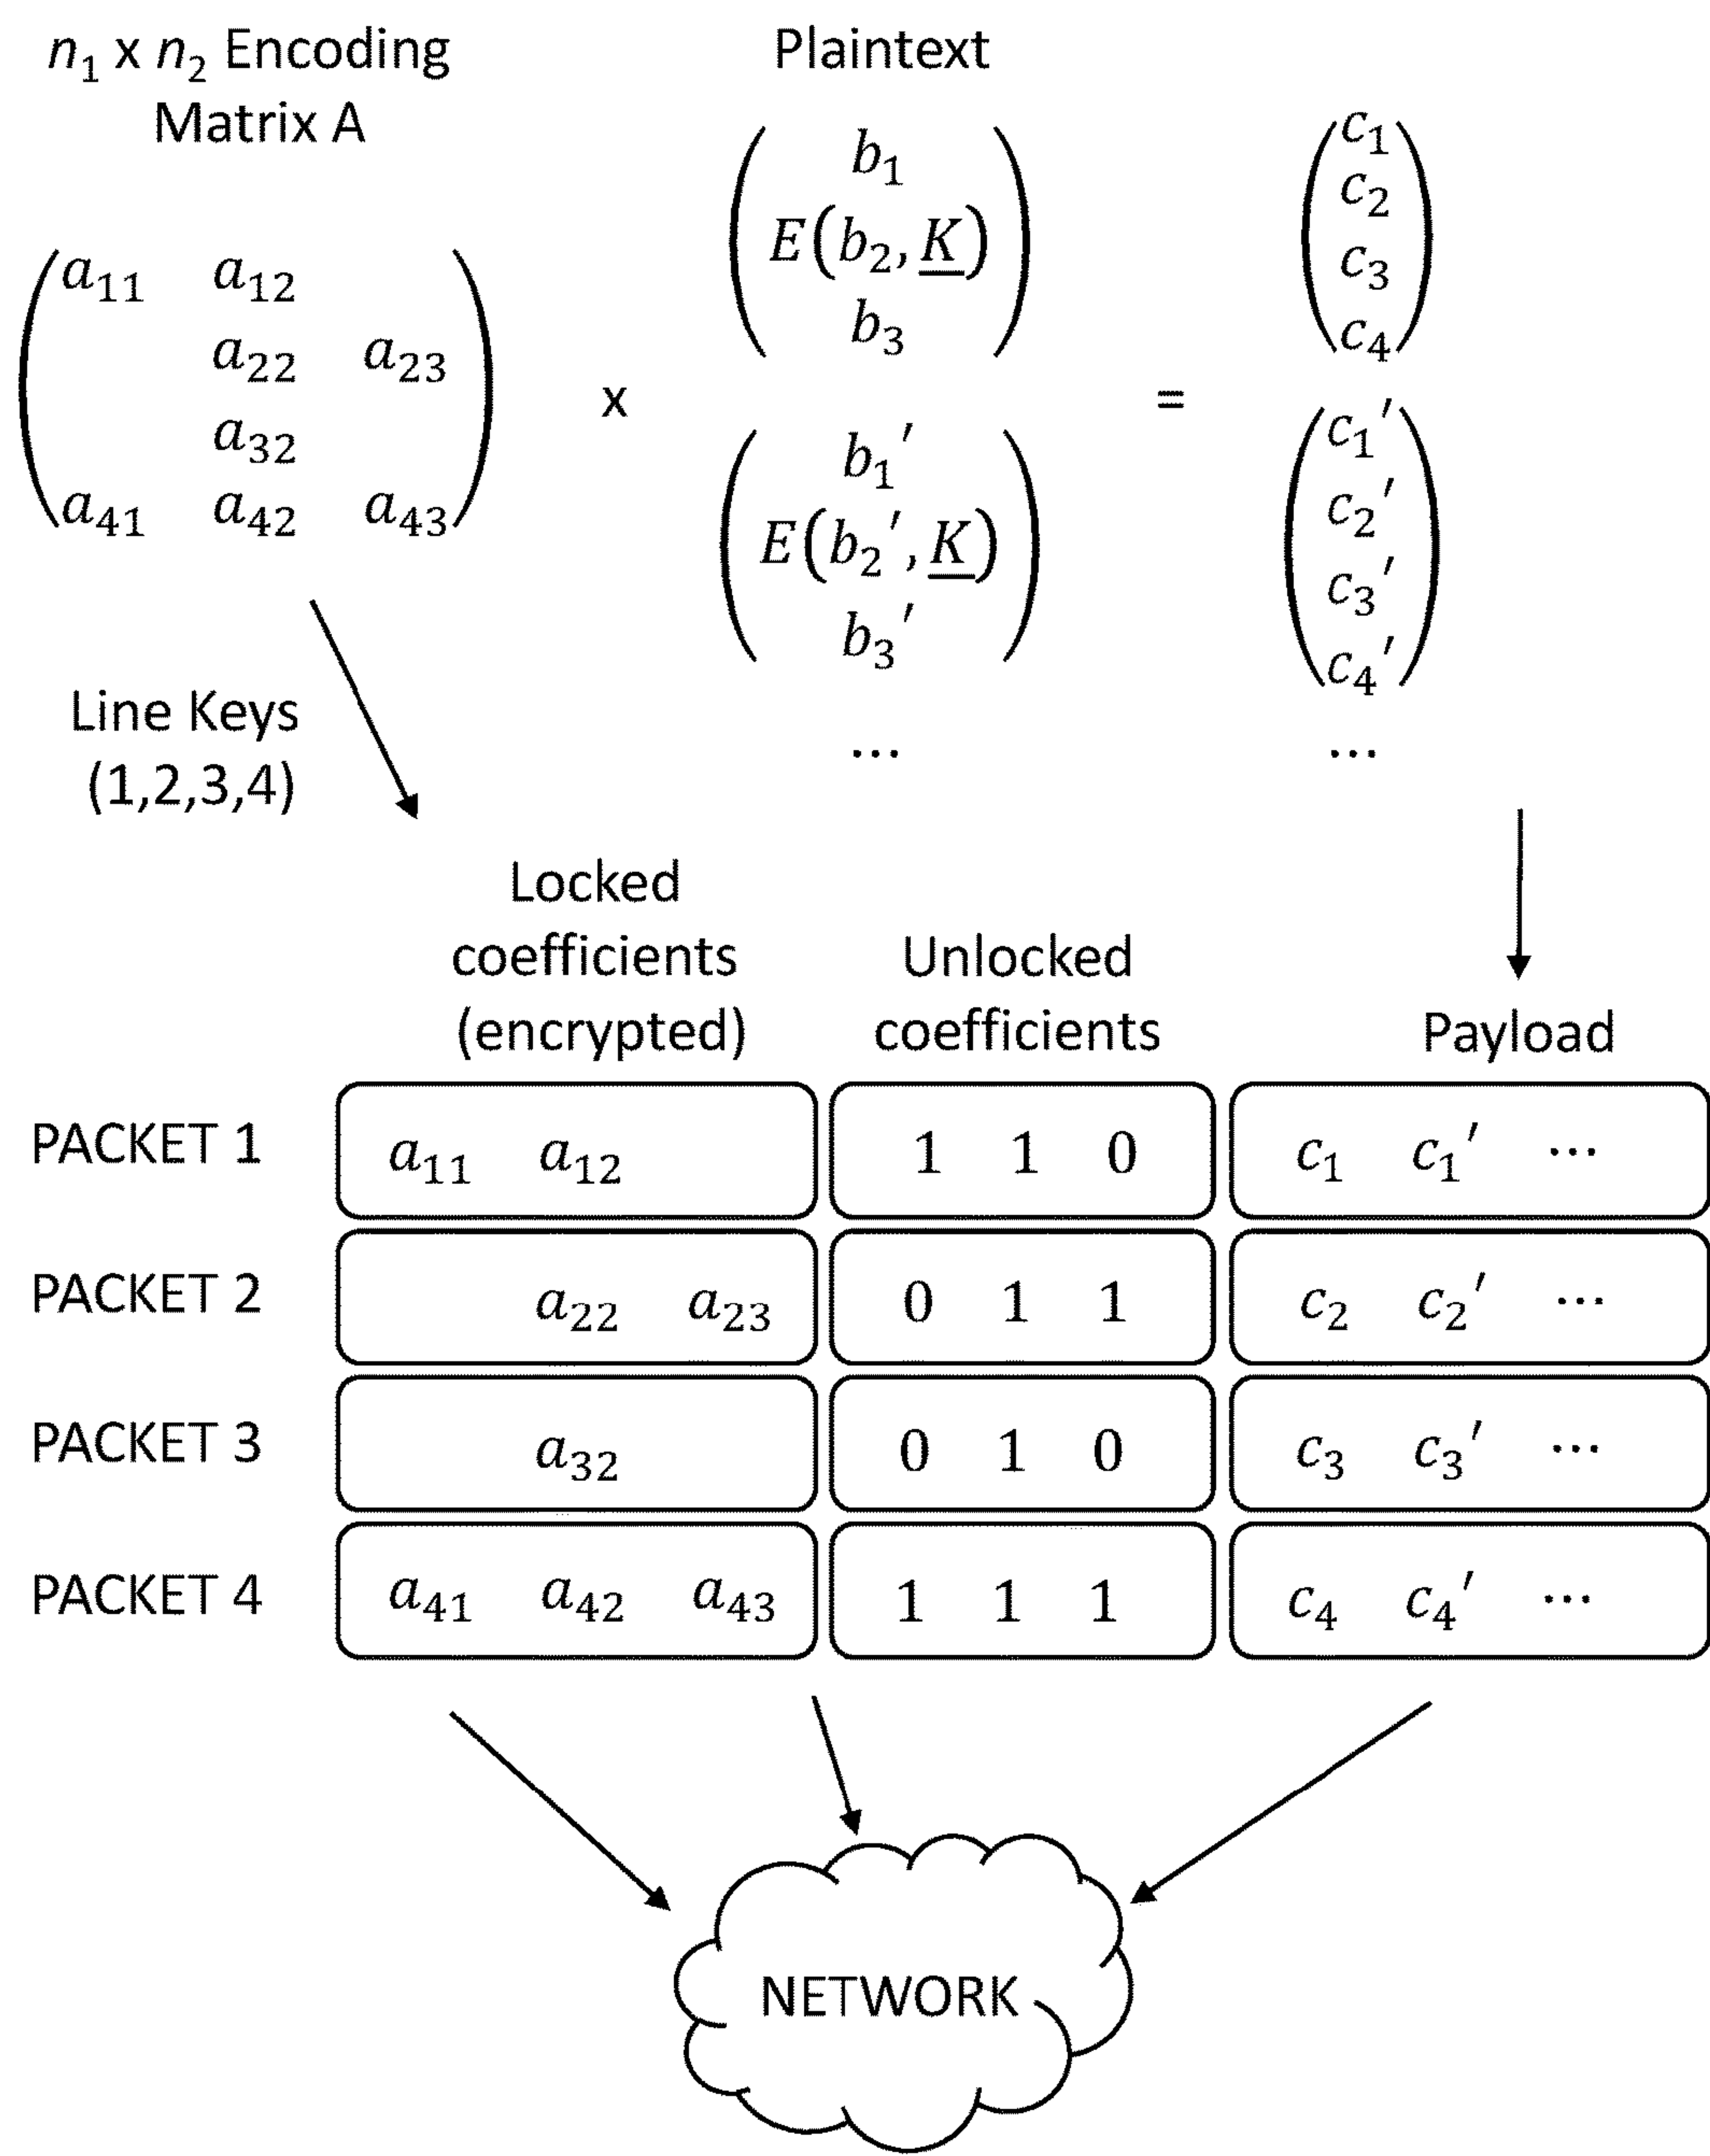 n₁ x n₂ Encoding
Matrix A
Plaintext
a₁₁ a₁₂
a₂₂ a₂₃
a₃₂
a₄₁ a₄₂ a₄₃
x
b₁
E(b₂, K)
b₃
b₁′
E(b₂′, K)
b₃′
...
=
c₁
c₂
c₃
c₄
c₁′
c₂′
c₃′
c₄′
...
Line Keys
(1,2,3,4)
Locked
coefficients
(encrypted)
Unlocked
coefficients
Payload
PACKET 1 a₁₁ a₁₂ 1 1 0 c₁ c₁′ ...
PACKET 2 a₂₂ a₂₃ 0 1 1 c₂ c₂′ ...
PACKET 3 a₃₂ 0 1 0 c₃ c₃′ ...
PACKET 4 a₄₁ a₄₂ a₄₃ 1 1 1 c₄ c₄′ ...
NETWORK